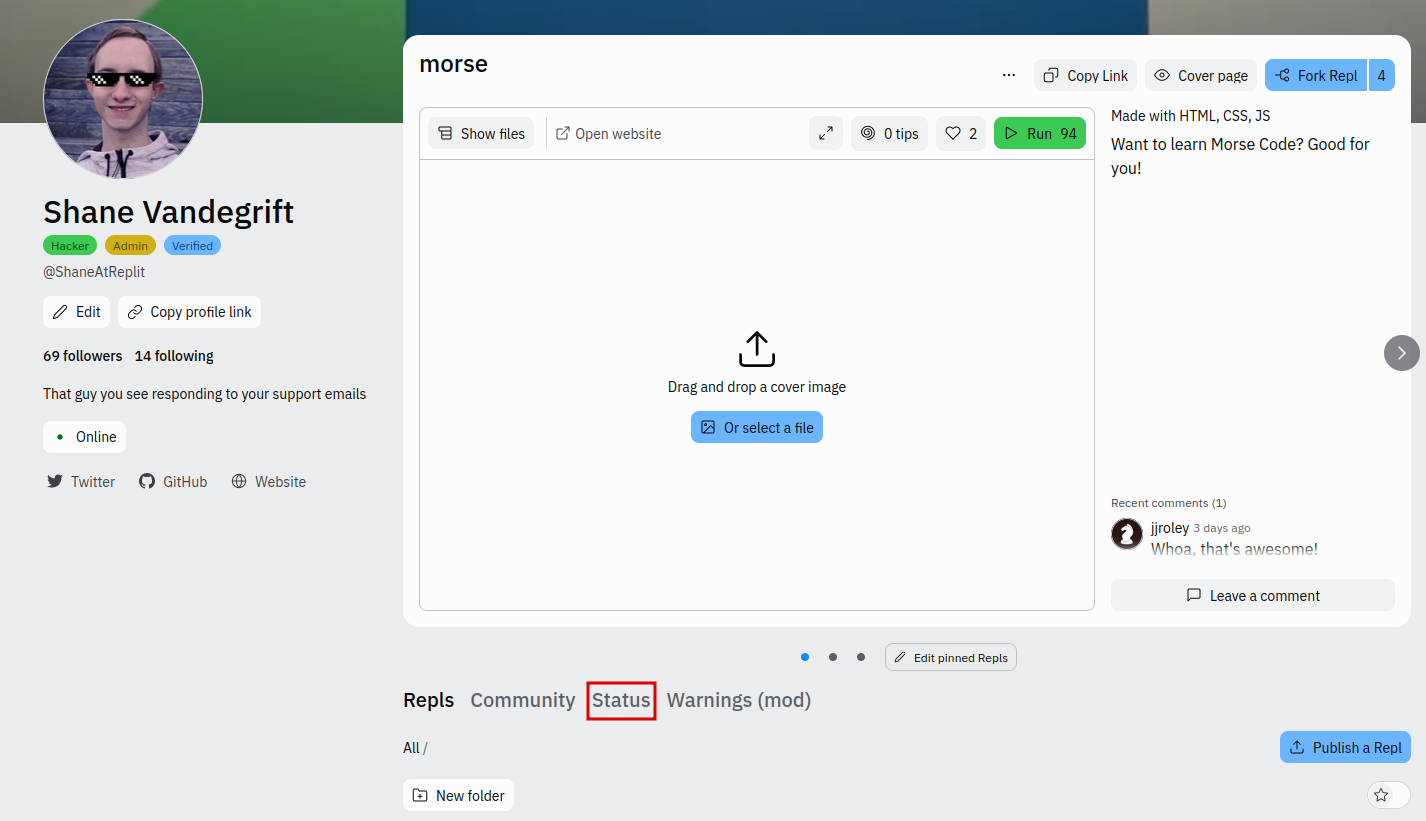 Shane Vandegrift
Hacker Admin Verified
@ShaneAtReplit
Edit Copy profile link
69 followers 14 following
That guy you see responding to your support emails
Online
Twitter GitHub Website
morse
... Copy Link Cover page Fork Repl 4
Show files Open website 0 tips 2 Run 94
Drag and drop a cover image
Or select a file
Made with HTML, CSS, JS
Want to learn Morse Code? Good for
you!
Recent comments (1)
jjroley 3 days ago
Whoa, that's awesome!
Leave a comment
Edit pinned Repls
Repls Community Status Warnings (mod)
All /
Publish a Repl
New folder